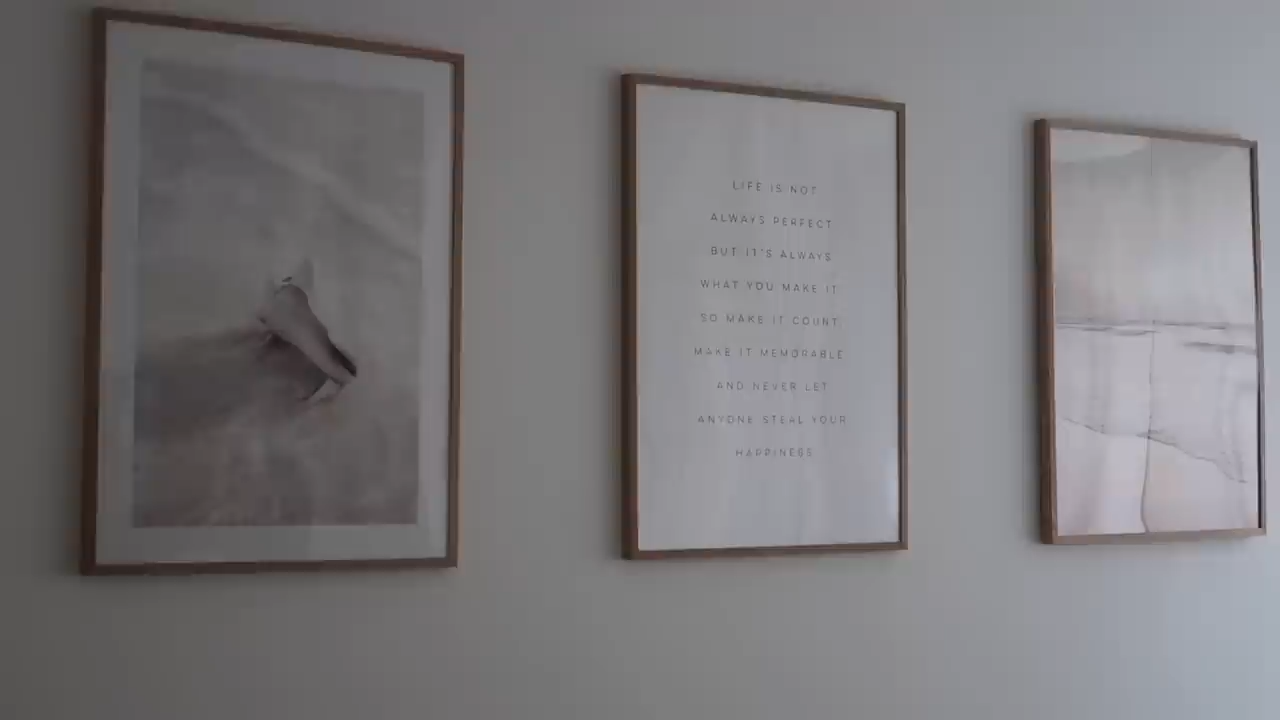 LIFE IS NOT
ALWAYS PERFECT
BUT IT'S ALWAYS
WHAT YOU MAKE IT.
SO MAKE IT COUNT,
MAKE IT MEMORABLE
AND NEVER LET
ANYONE STEAL YOUR
HAPPINESS